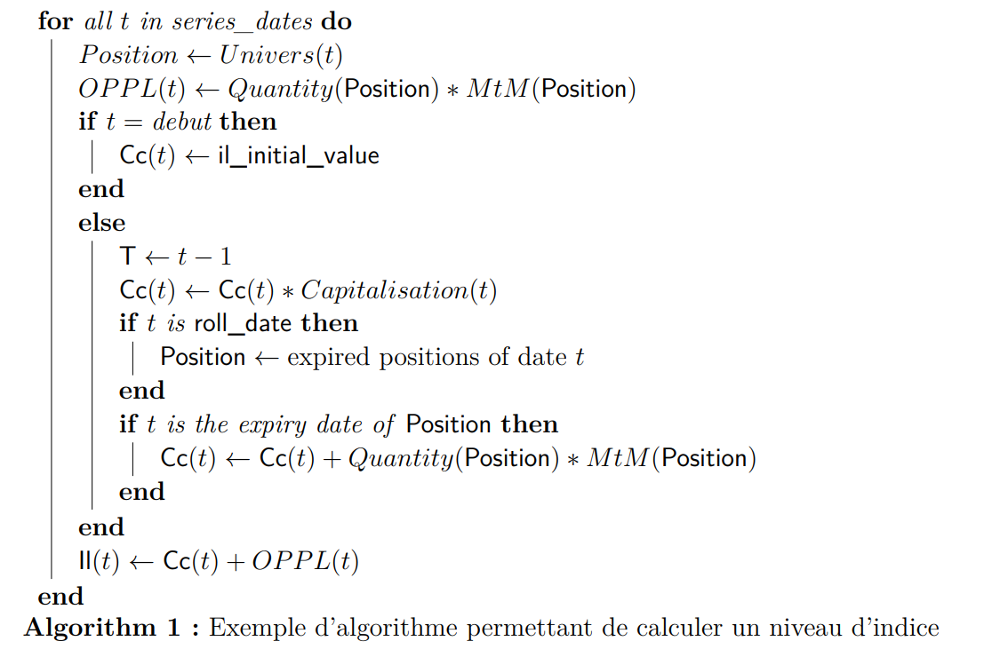 for all t in series_dates do
Position ← Univers(t)
OPPL(t) ← Quantity(Position) ∗ MtM(Position)
if t = debut then
Cc(t) ← il_initial_value
end
else
T ← t − 1
Cc(t) ← Cc(t) ∗ Capitalisation(t)
if t is roll_date then
Position ← expired positions of date t
end
if t is the expiry date of Position then
Cc(t) ← Cc(t) + Quantity(Position) ∗ MtM(Position)
end
end
Il(t) ← Cc(t) + OPPL(t)
end
Algorithm 1 : Exemple d'algorithme permettant de calculer un niveau d'indice